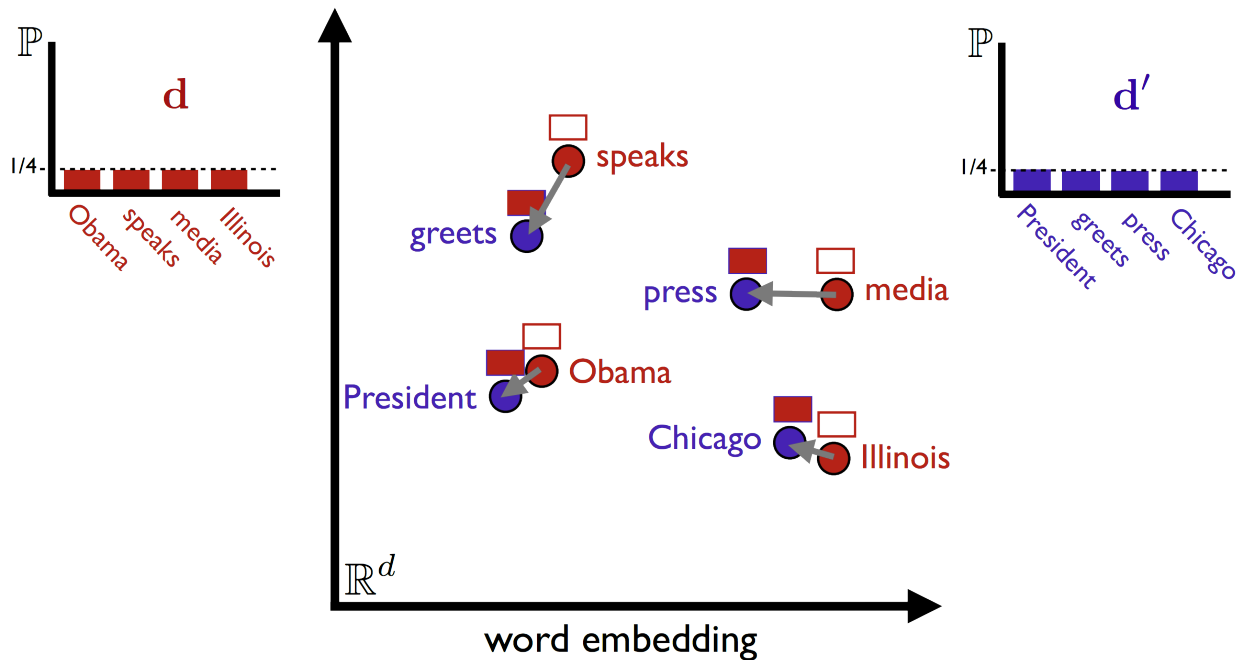 ℙ
d
1/4
Obama
speaks
media
Illinois
speaks
greets
press
media
Obama
President
Chicago
Illinois
ℝᵈ
word embedding
ℙ
d′
1/4
President
greets
press
Chicago